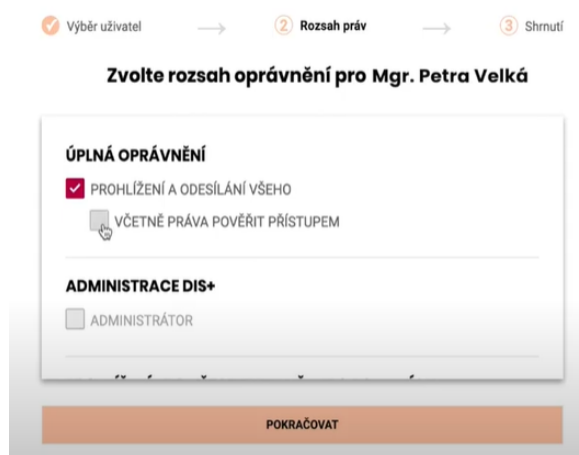 Výběr uživatel
2 Rozsah práv
3 Shrnutí
Zvolte rozsah oprávnění pro Mgr. Petra Velká
ÚPLNÁ OPRÁVNĚNÍ
PROHLÍŽENÍ A ODESÍLÁNÍ VŠEHO
VČETNĚ PRÁVA POVĚŘIT PŘÍSTUPEM
ADMINISTRACE DIS+
ADMINISTRÁTOR
POKRAČOVAT